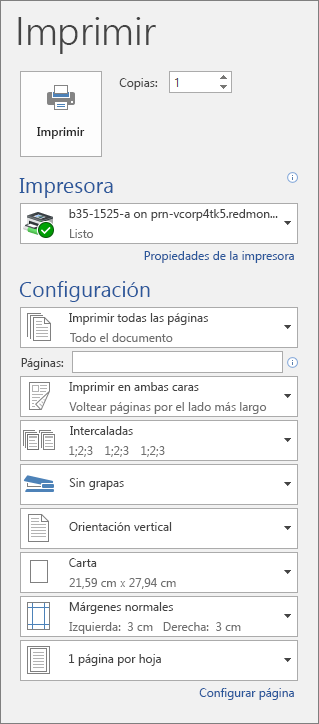 Imprimir
Copias: 1
Imprimir
Impresora
b35-1525-a on prn-vcorp4tk5.redmon...
Listo
Propiedades de la impresora
Configuración
Imprimir todas las páginas
Todo el documento
Páginas:
Imprimir en ambas caras
Voltear páginas por el lado más largo
Intercaladas
1;2;3 1;2;3 1;2;3
Sin grapas
Orientación vertical
Carta
21,59 cm x 27,94 cm
Márgenes normales
Izquierda: 3 cm Derecha: 3 cm
1 página por hoja
Configurar página